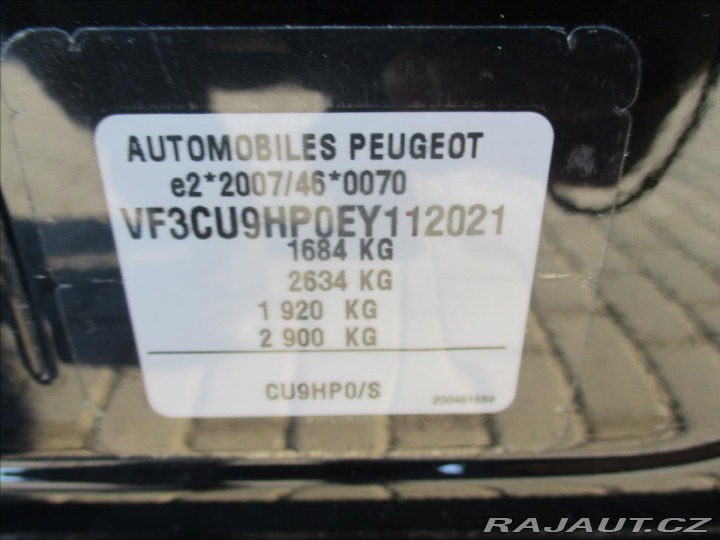 AUTOMOBILES PEUGEOT
e2*2007/46*0070
VF3CU9HP0EY112021
1684 KG
2634 KG
1 920 KG
2 900 KG
CU9HP0/S
RAJAUT.CZ